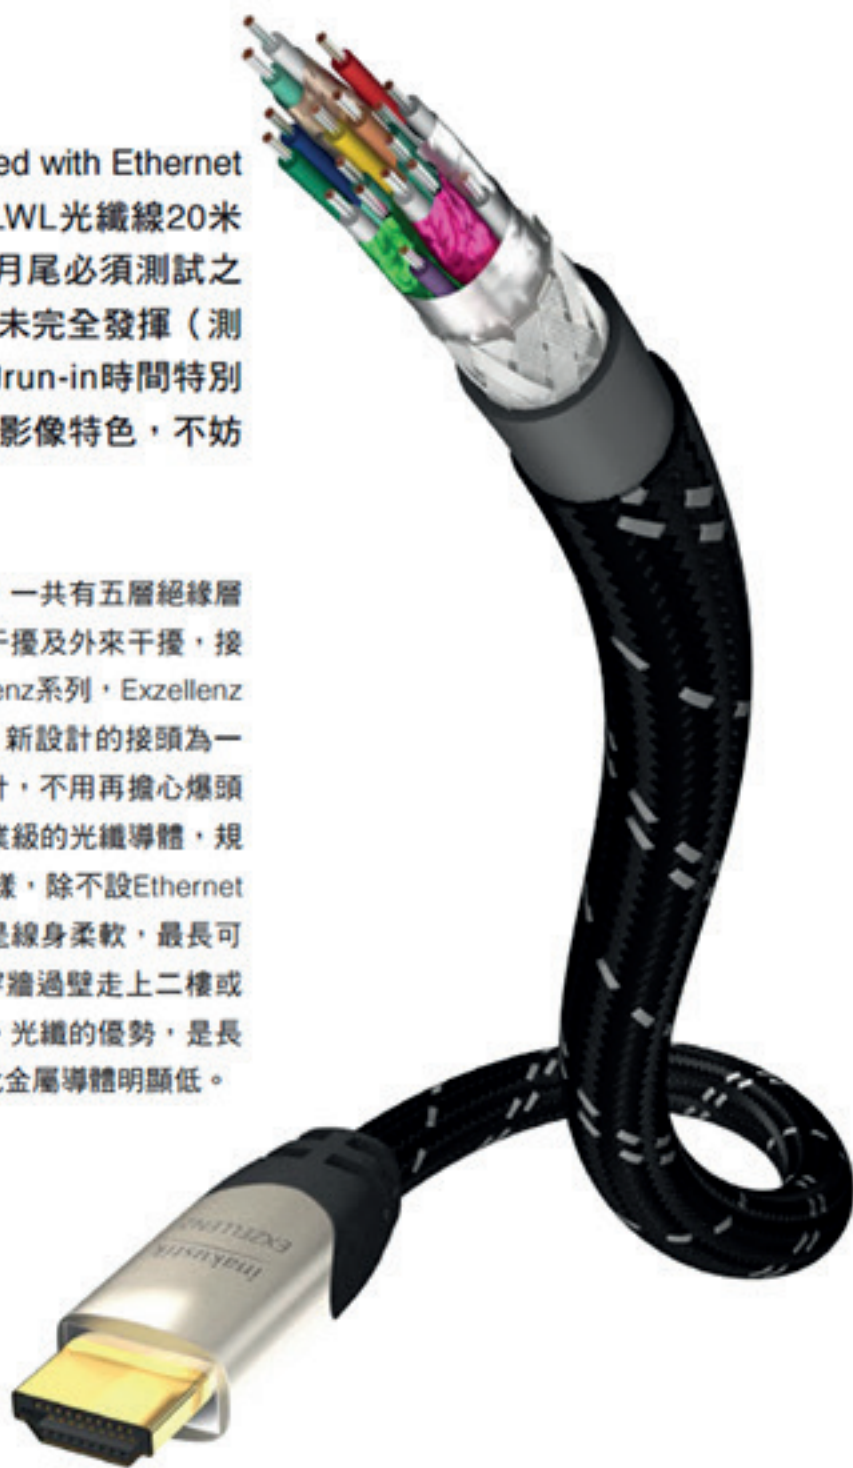 ed with Ethernet
LWL光纖線20米
月尾必須測試之
未完全發揮（測
run-in時間特別
影像特色，不妨
一共有五層絕緣層
干擾及外來干擾，接
enz系列，Exzellenz
新設計的接頭為一
計，不用再擔心爆頭
業級的光纖導體，規
樣，除不設Ethernet
是線身柔軟，最長可
穿牆過壁走上二樓或
光纖的優勢，是長
比金屬導體明顯低。
inakustik
EXZELLENZ